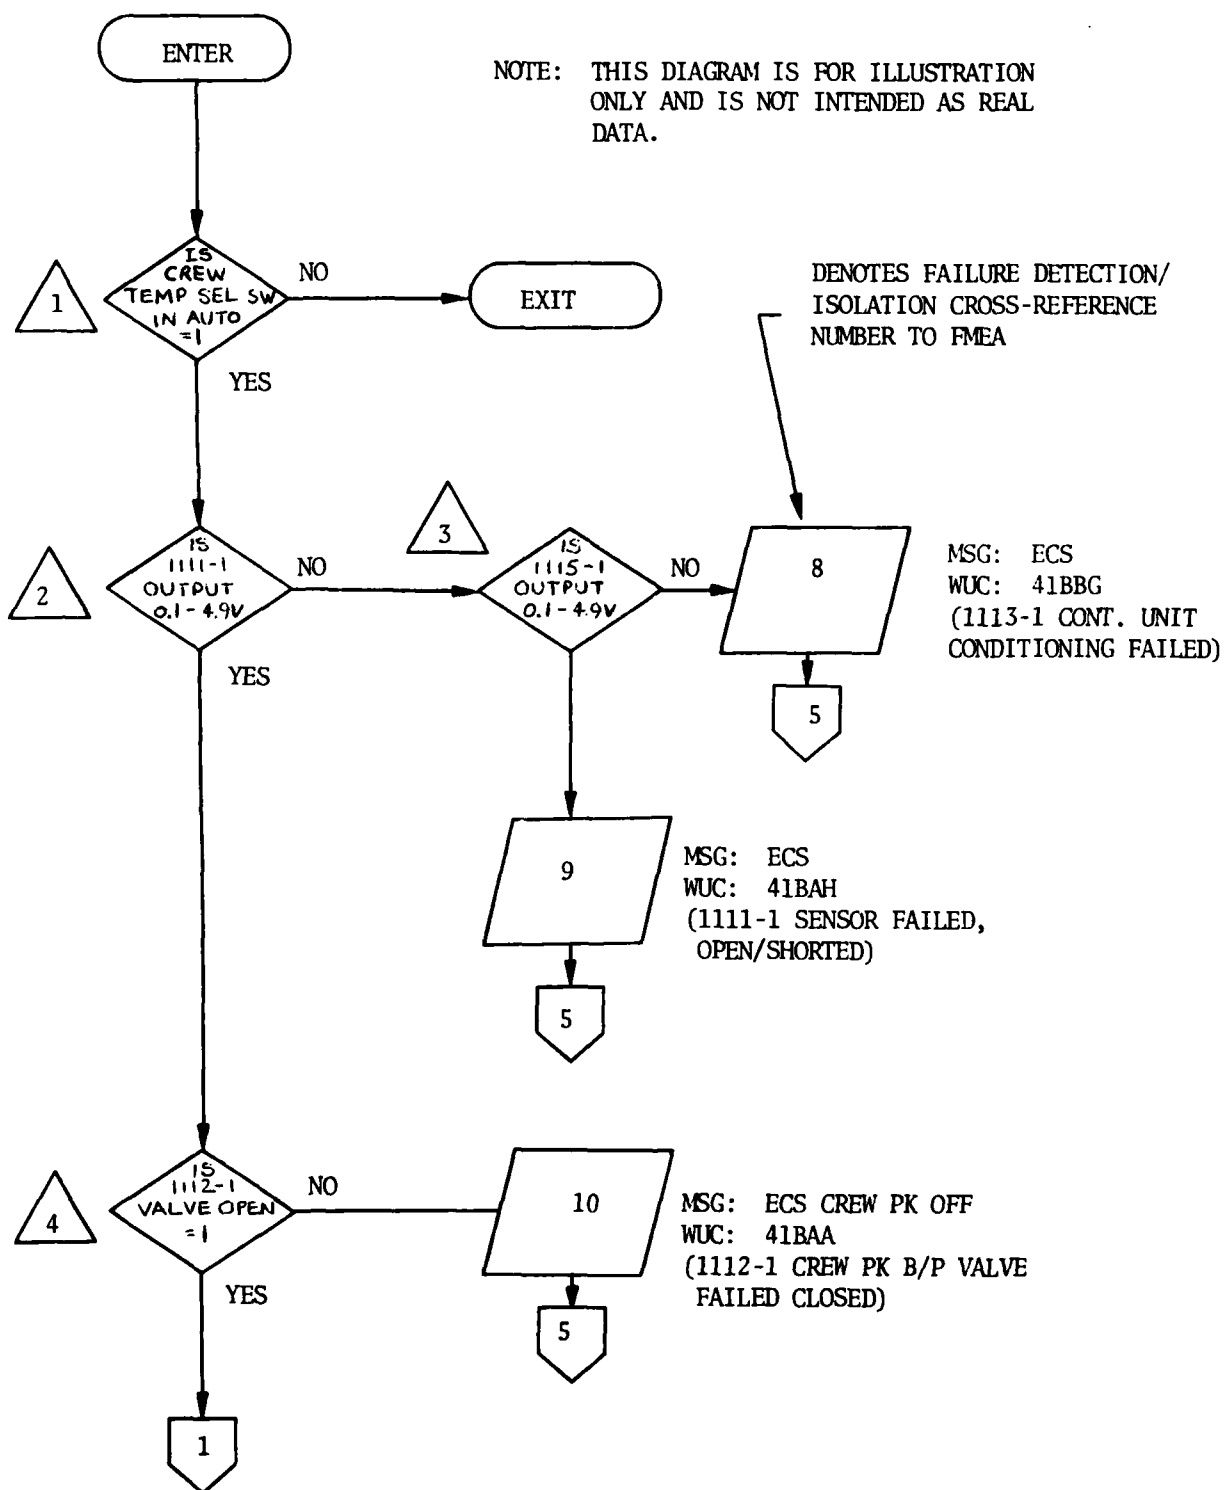 ENTER
NOTE: THIS DIAGRAM IS FOR ILLUSTRATION
ONLY AND IS NOT INTENDED AS REAL
DATA.
1
IS
CREW
TEMP SEL SW
IN AUTO
=1
NO
EXIT
YES
DENOTES FAILURE DETECTION/
ISOLATION CROSS-REFERENCE
NUMBER TO FMEA
2
IS
1111-1
OUTPUT
0.1-4.9V
NO
YES
3
IS
1115-1
OUTPUT
0.1-4.9V
NO
8
MSG: ECS
WUC: 41BBG
(1113-1 CONT. UNIT
CONDITIONING FAILED)
5
9
MSG: ECS
WUC: 41BAH
(1111-1 SENSOR FAILED,
OPEN/SHORTED)
5
4
IS
1112-1
VALVE OPEN
=1
NO
YES
10
MSG: ECS CREW PK OFF
WUC: 41BAA
(1112-1 CREW PK B/P VALVE
FAILED CLOSED)
5
1